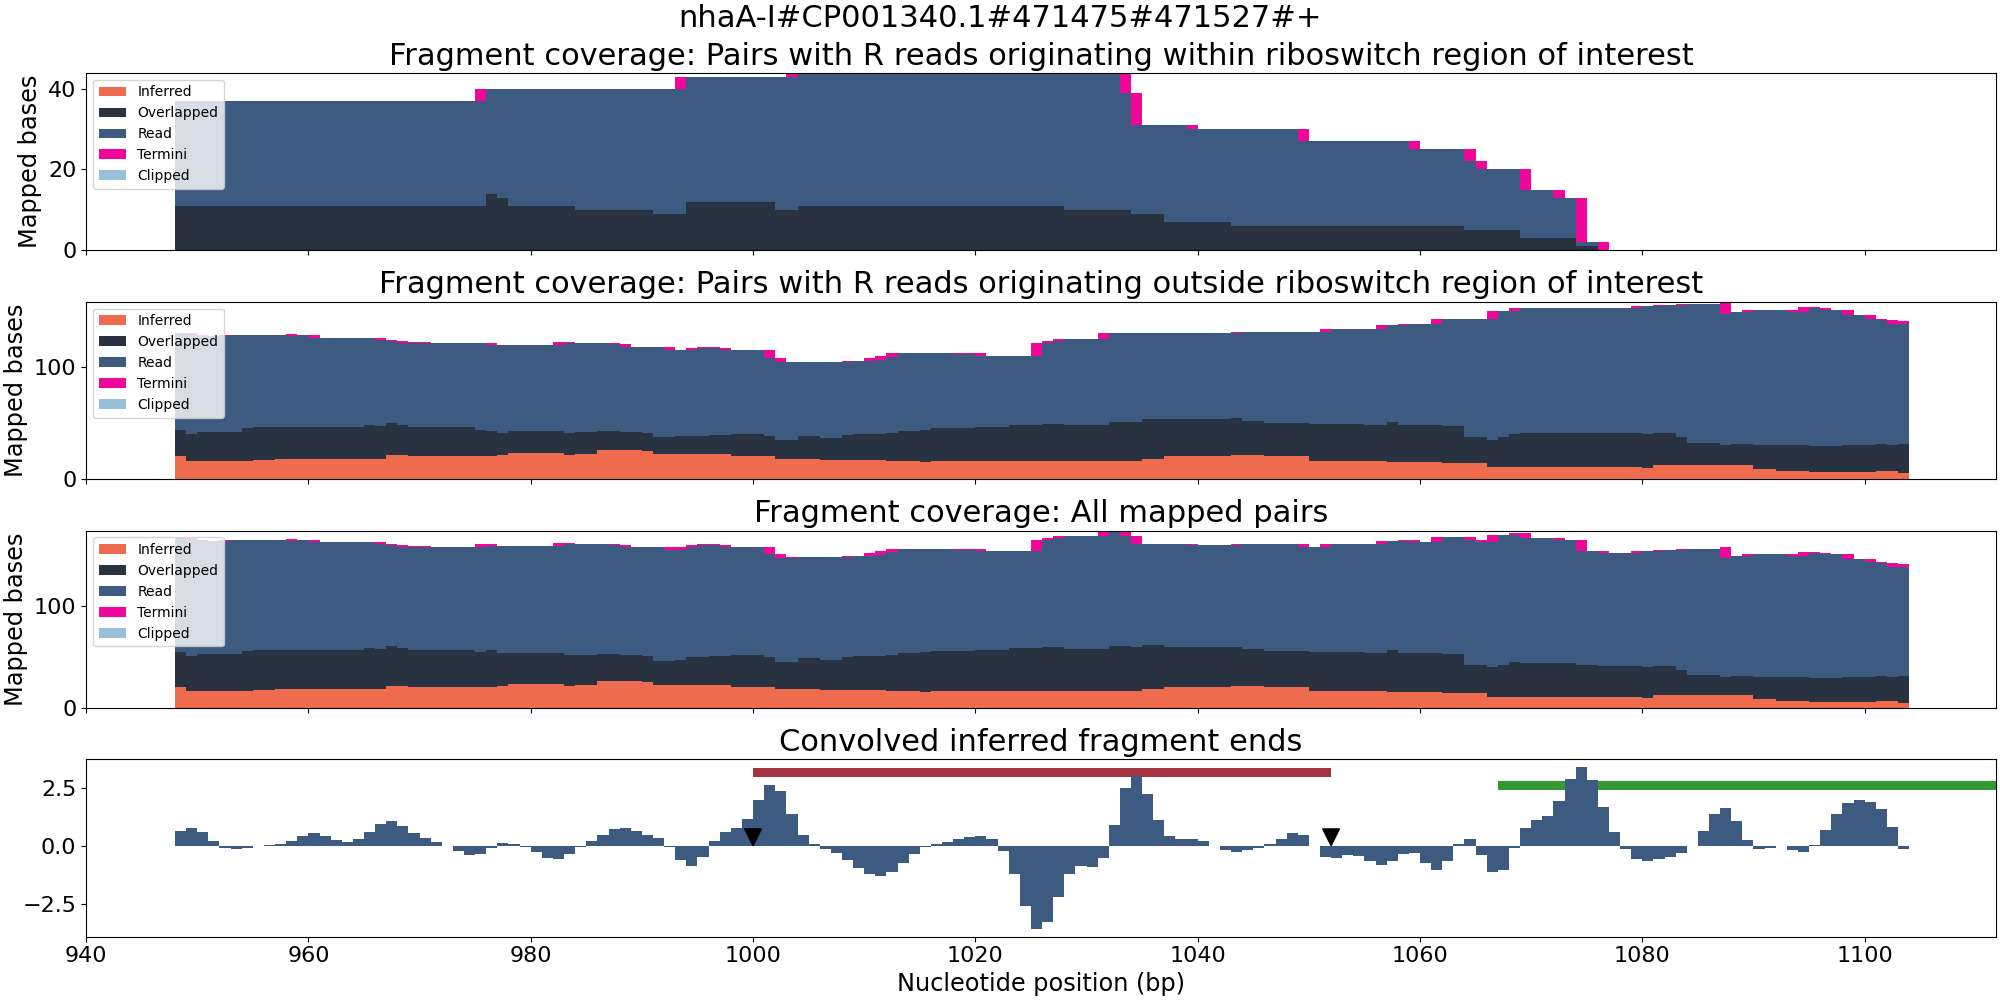 nhaA-I#CP001340.1#471475#471527#+
Fragment coverage: Pairs with R reads originating within riboswitch region of interest
Mapped bases
40
20
0
Inferred
Overlapped
Read
Termini
Clipped
Fragment coverage: Pairs with R reads originating outside riboswitch region of interest
Mapped bases
100
0
Inferred
Overlapped
Read
Termini
Clipped
Fragment coverage: All mapped pairs
Mapped bases
100
0
Inferred
Overlapped
Read
Termini
Clipped
Convolved inferred fragment ends
2.5
0.0
−2.5
940 960 980 1000 1020 1040 1060 1080 1100
Nucleotide position (bp)